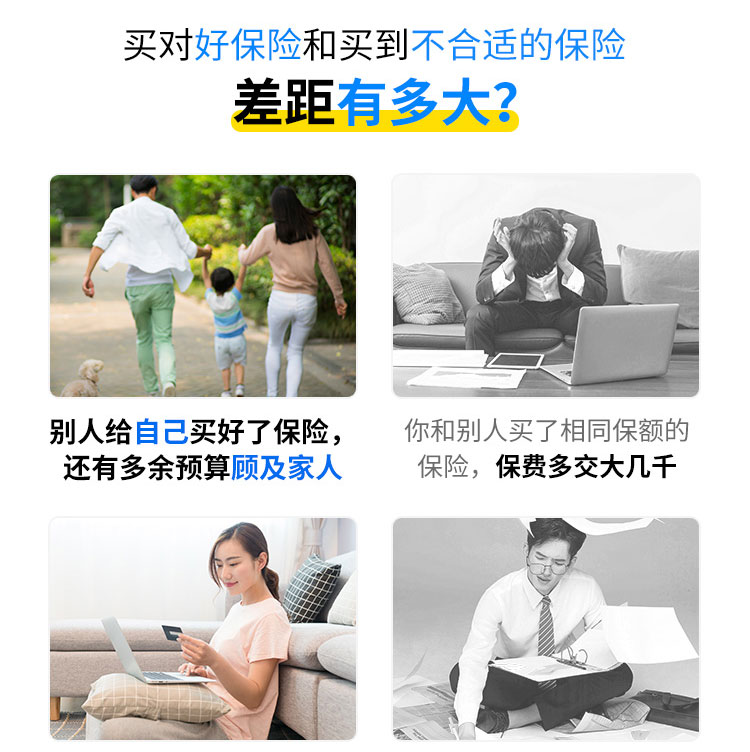 买对好保险和买到不合适的保险
差距有多大？
别人给自己买好了保险，
还有多余预算顾及家人
你和别人买了相同保额的
保险，保费多交大几千